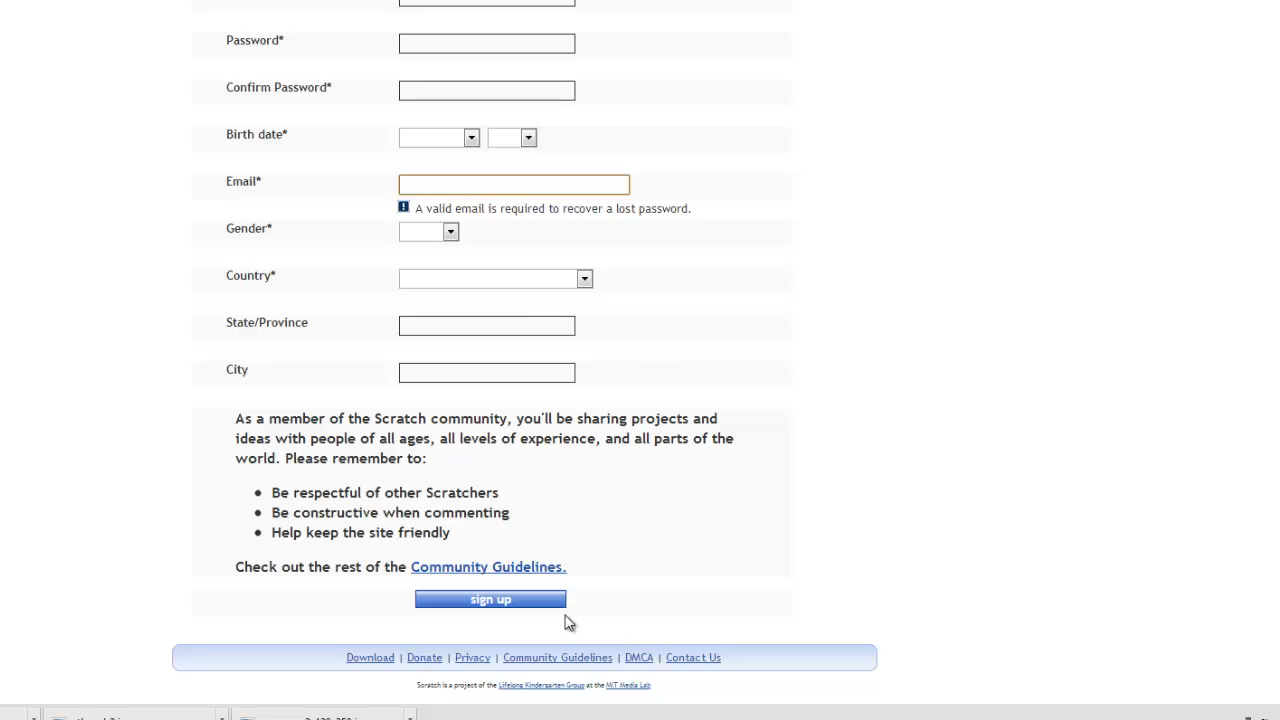 Password*
Confirm Password*
Birth date*
Email*
A valid email is required to recover a lost password.
Gender*
Country*
State/Province
City
As a member of the Scratch community, you'll be sharing projects and
ideas with people of all ages, all levels of experience, and all parts of the
world. Please remember to:
• Be respectful of other Scratchers
• Be constructive when commenting
• Help keep the site friendly
Check out the rest of the Community Guidelines.
sign up
Download | Donate | Privacy | Community Guidelines | DMCA | Contact Us
Scratch is a project of the Lifelong Kindergarten Group at the MIT Media Lab